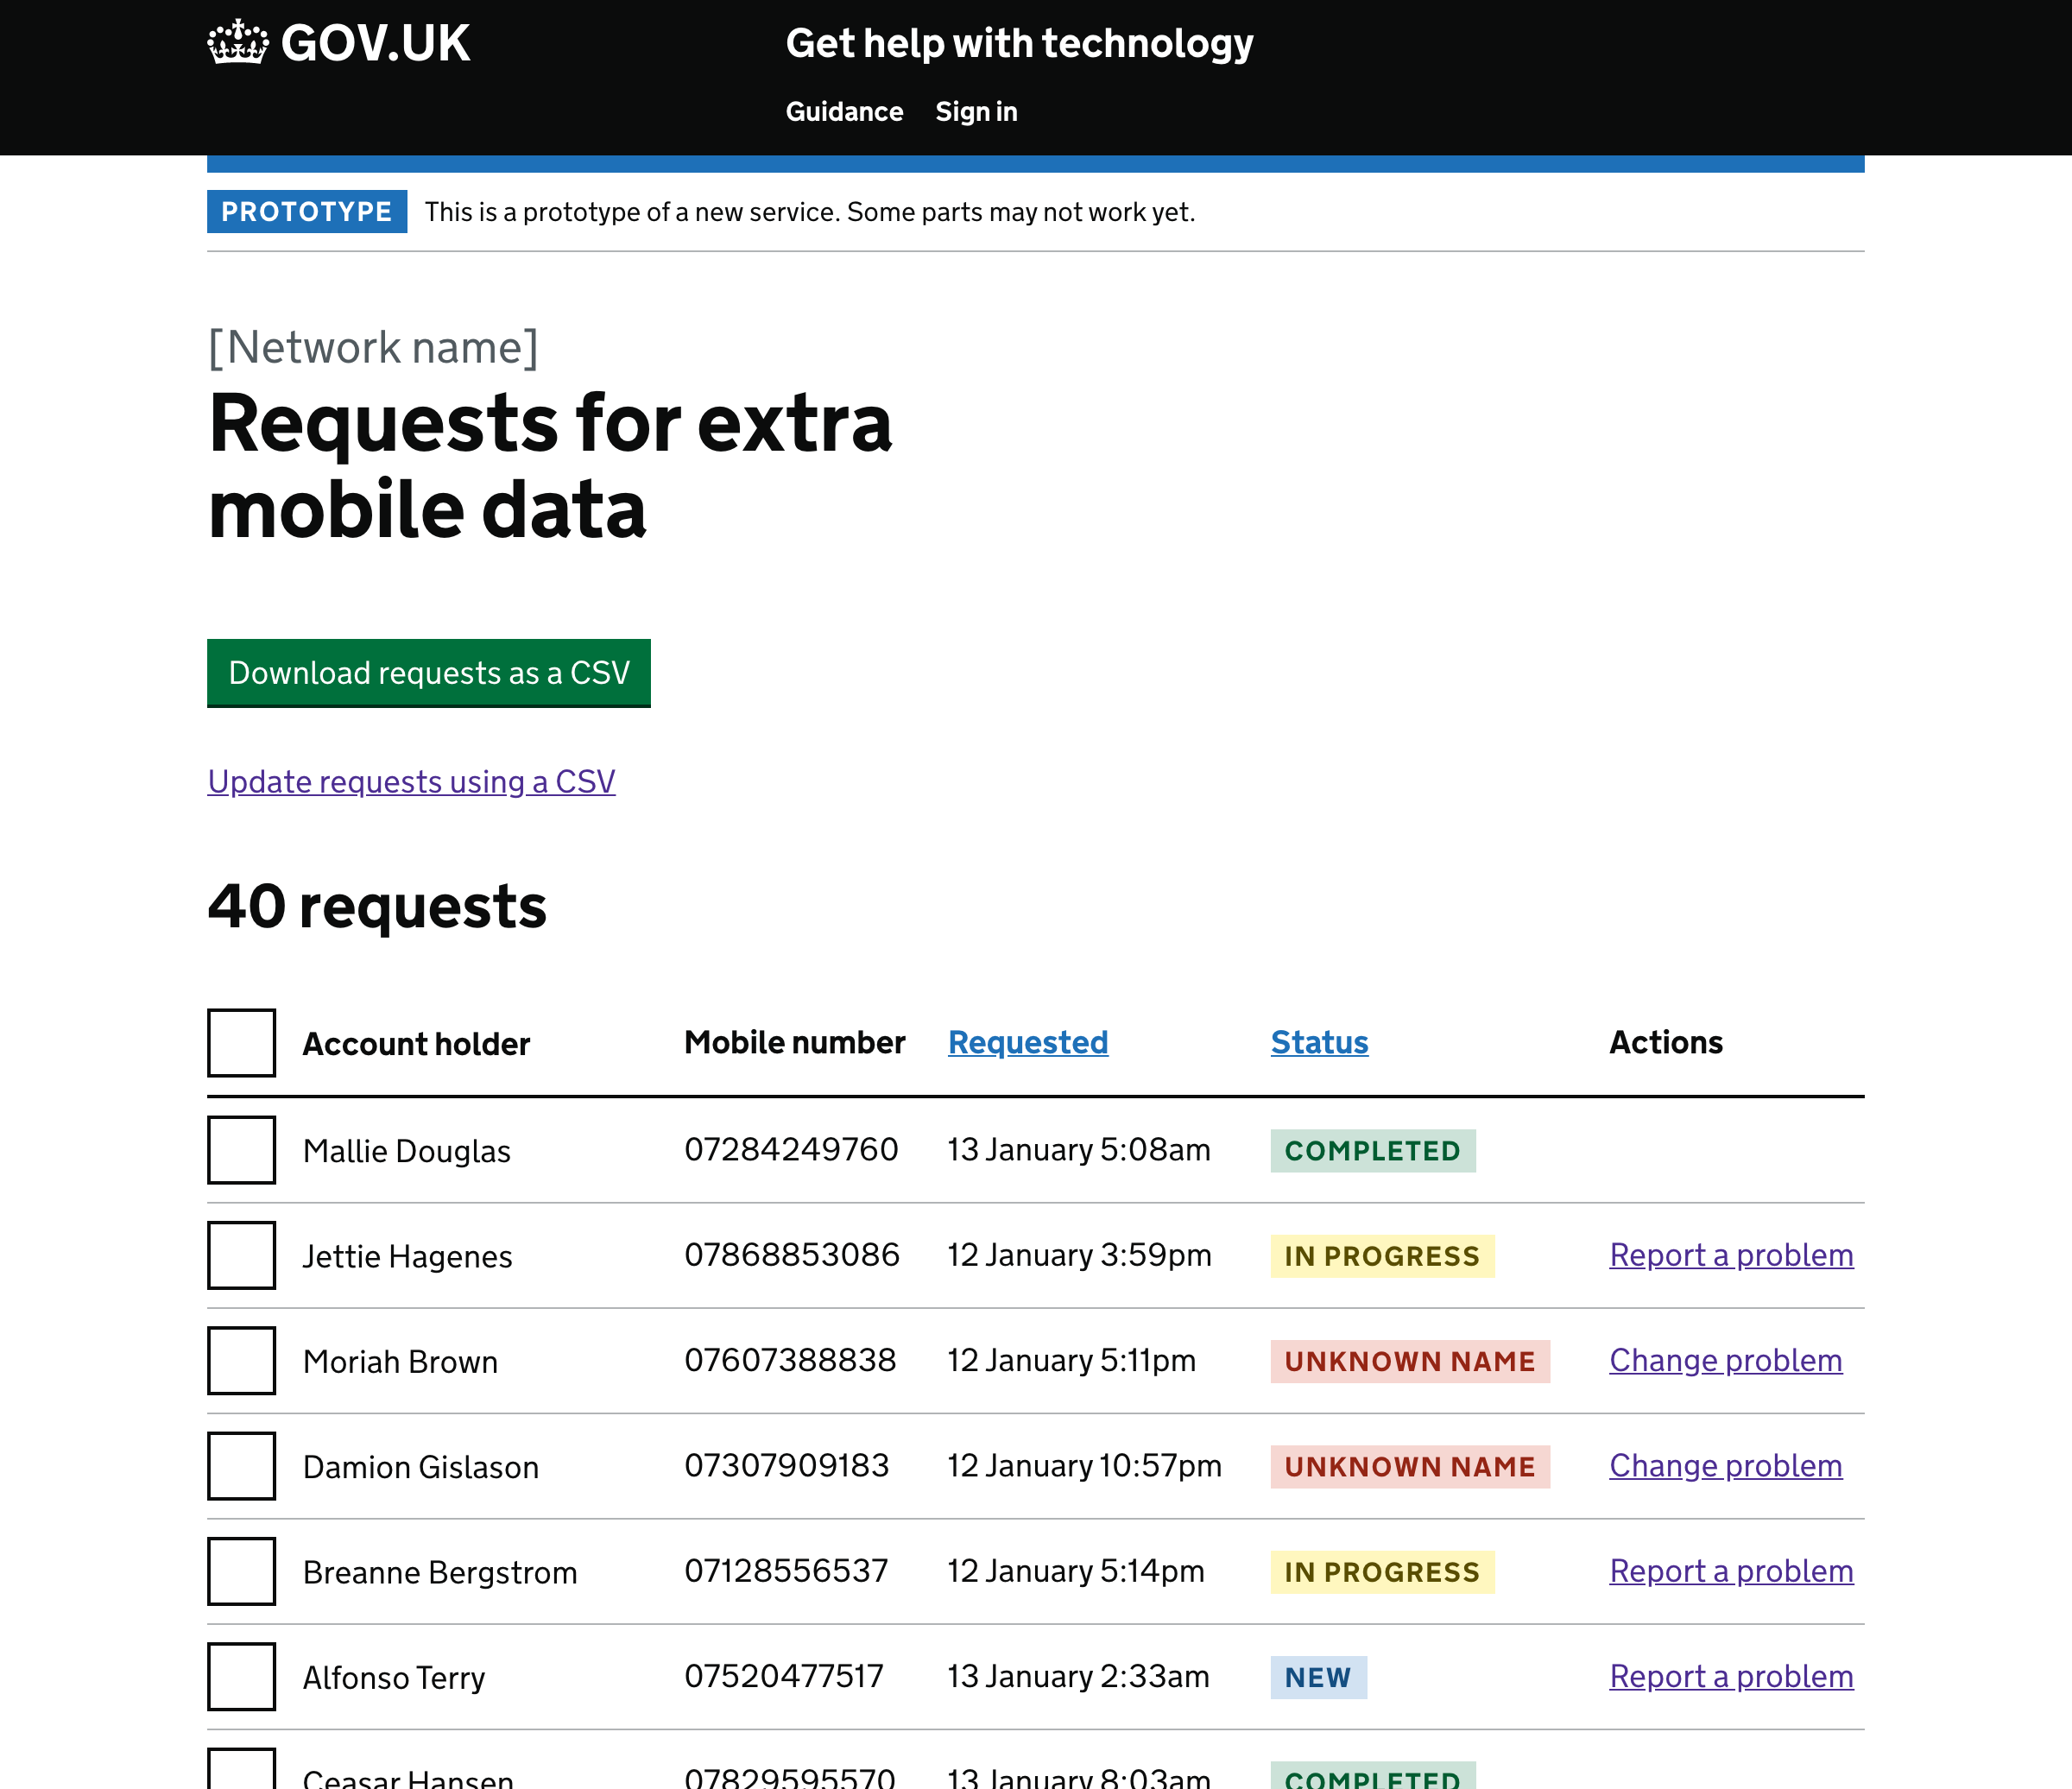 GOV.UK
Get help with technology
Guidance Sign in
PROTOTYPE This is a prototype of a new service. Some parts may not work yet.
[Network name]
Requests for extra
mobile data
Download requests as a CSV
Update requests using a CSV
40 requests
Account holder Mobile number Requested Status Actions
Mallie Douglas 07284249760 13 January 5:08am COMPLETED
Jettie Hagenes 07868853086 12 January 3:59pm IN PROGRESS Report a problem
Moriah Brown 07607388838 12 January 5:11pm UNKNOWN NAME Change problem
Damion Gislason 07307909183 12 January 10:57pm UNKNOWN NAME Change problem
Breanne Bergstrom 07128556537 12 January 5:14pm IN PROGRESS Report a problem
Alfonso Terry 07520477517 13 January 2:33am NEW Report a problem
Ceasar Hansen 07829595570 13 January 8:03am COMPLETED